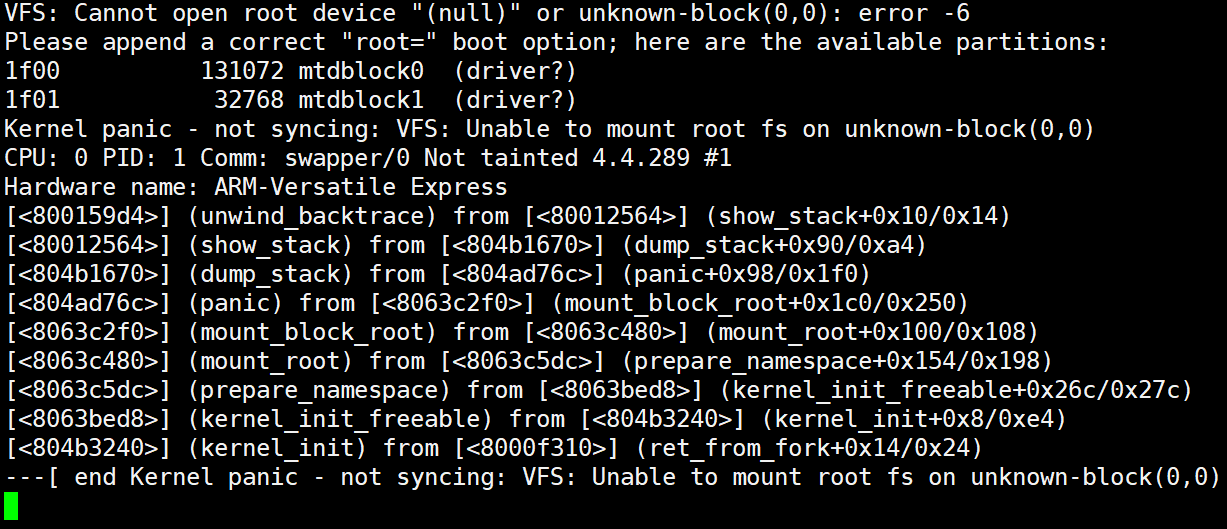 VFS: Cannot open root device "(null)" or unknown-block(0,0): error -6
Please append a correct "root=" boot option; here are the available partitions:
1f00          131072 mtdblock0  (driver?)
1f01           32768 mtdblock1  (driver?)
Kernel panic - not syncing: VFS: Unable to mount root fs on unknown-block(0,0)
CPU: 0 PID: 1 Comm: swapper/0 Not tainted 4.4.289 #1
Hardware name: ARM-Versatile Express
[<800159d4>] (unwind_backtrace) from [<80012564>] (show_stack+0x10/0x14)
[<80012564>] (show_stack) from [<804b1670>] (dump_stack+0x90/0xa4)
[<804b1670>] (dump_stack) from [<804ad76c>] (panic+0x98/0x1f0)
[<804ad76c>] (panic) from [<8063c2f0>] (mount_block_root+0x1c0/0x250)
[<8063c2f0>] (mount_block_root) from [<8063c480>] (mount_root+0x100/0x108)
[<8063c480>] (mount_root) from [<8063c5dc>] (prepare_namespace+0x154/0x198)
[<8063c5dc>] (prepare_namespace) from [<8063bed8>] (kernel_init_freeable+0x26c/0x27c)
[<8063bed8>] (kernel_init_freeable) from [<804b3240>] (kernel_init+0x8/0xe4)
[<804b3240>] (kernel_init) from [<8000f310>] (ret_from_fork+0x14/0x24)
---[ end Kernel panic - not syncing: VFS: Unable to mount root fs on unknown-block(0,0)